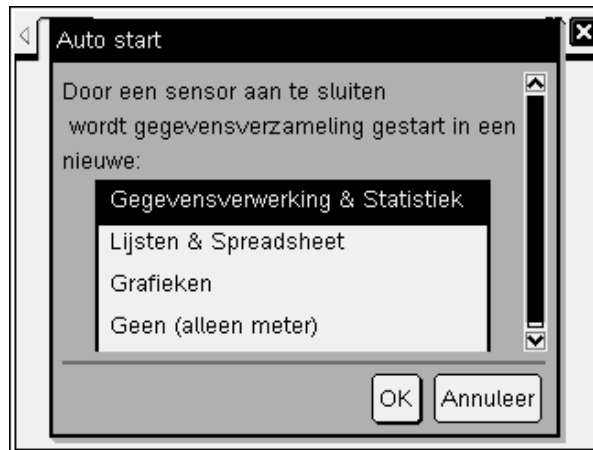 Auto start
Door een sensor aan te sluiten
wordt gegevensverzameling gestart in een
nieuwe:
Gegevensverwerking & Statistiek
Lijsten & Spreadsheet
Grafieken
Geen (alleen meter)
OK Annuleer